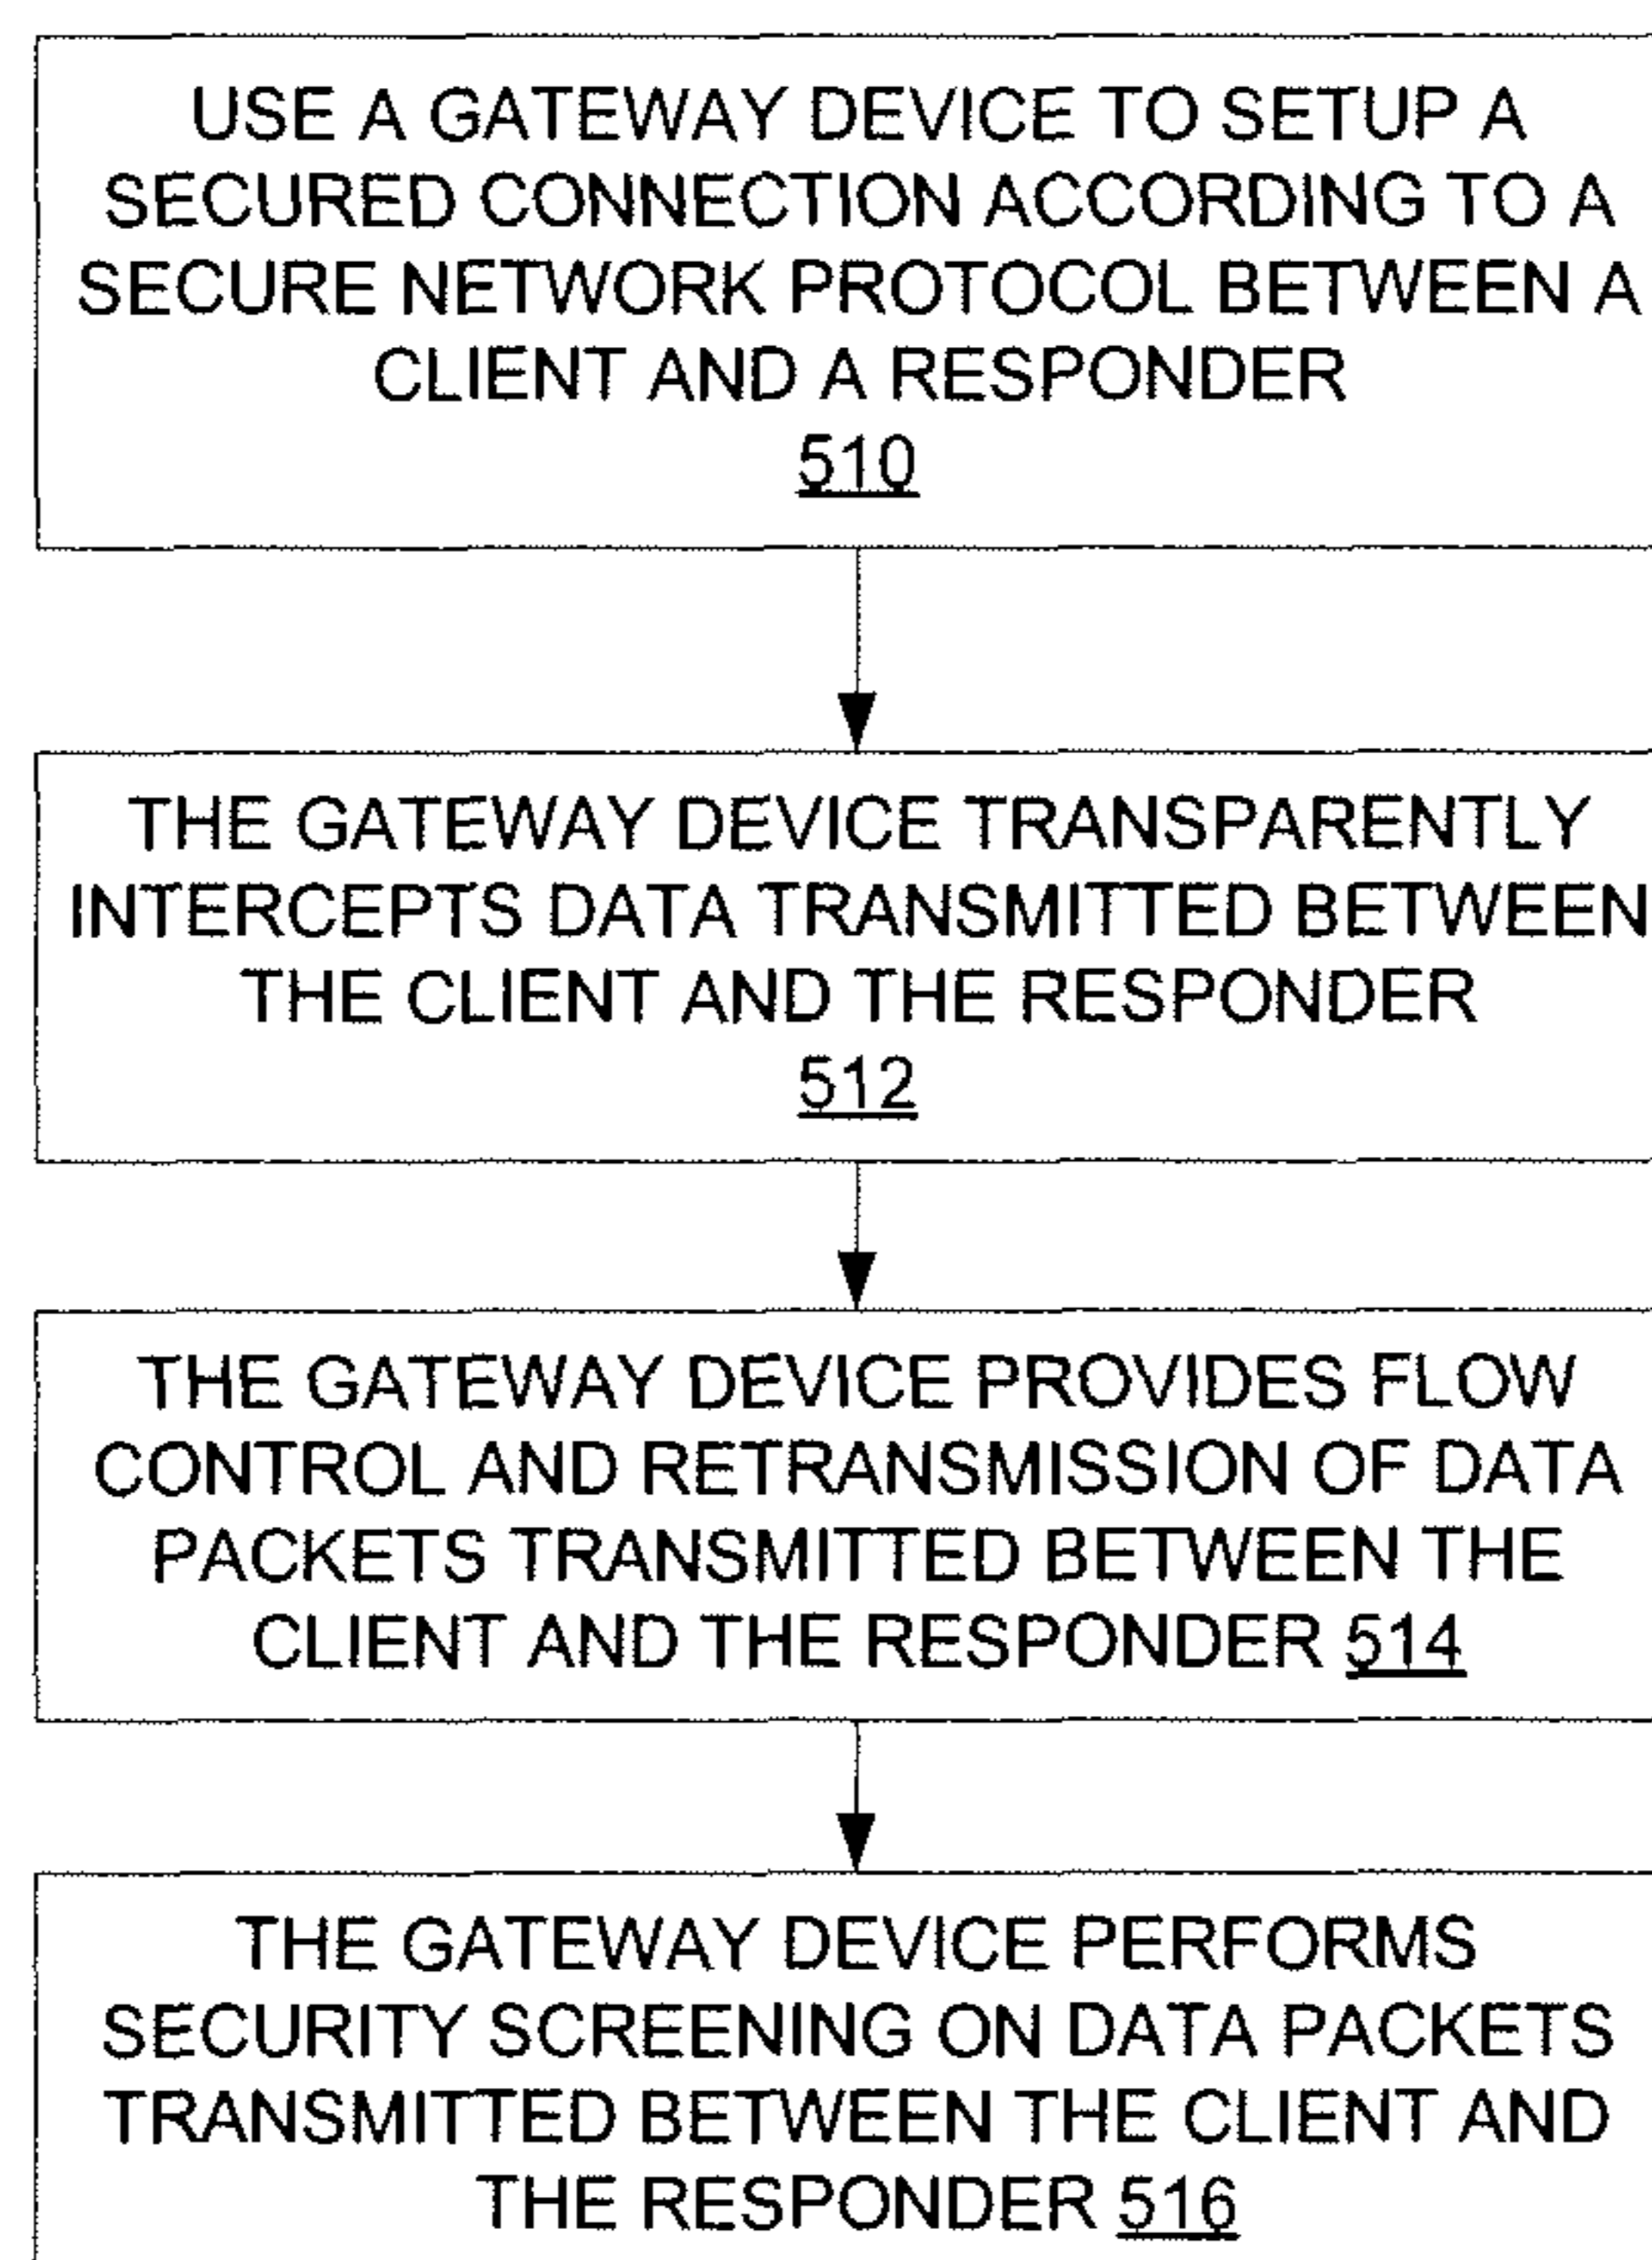 USE A GATEWAY DEVICE TO SETUP A
SECURED CONNECTION ACCORDING TO A
SECURE NETWORK PROTOCOL BETWEEN A
CLIENT AND A RESPONDER
510
THE GATEWAY DEVICE TRANSPARENTLY
INTERCEPTS DATA TRANSMITTED BETWEEN
THE CLIENT AND THE RESPONDER
512
THE GATEWAY DEVICE PROVIDES FLOW
CONTROL AND RETRANSMISSION OF DATA
PACKETS TRANSMITTED BETWEEN THE
CLIENT AND THE RESPONDER 514
THE GATEWAY DEVICE PERFORMS
SECURITY SCREENING ON DATA PACKETS
TRANSMITTED BETWEEN THE CLIENT AND
THE RESPONDER 516